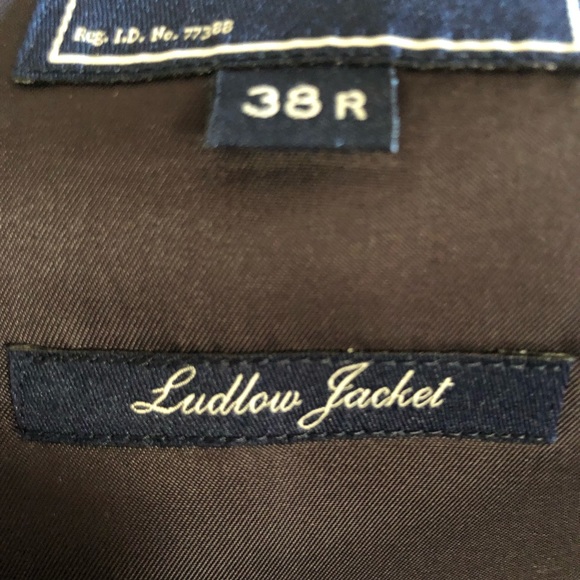 Reg. I.D. No. 77388
38 R
Ludlow Jacket